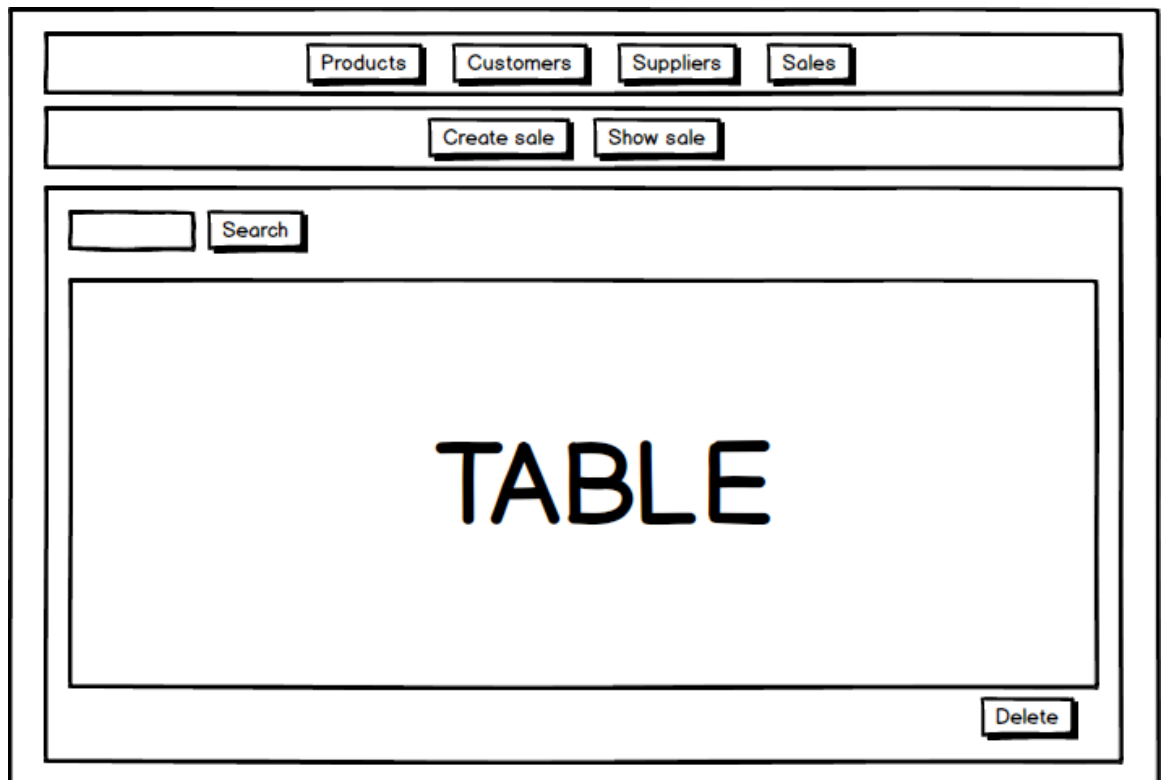 Products Customers Suppliers Sales
Create sale Show sale
Search
TABLE
Delete